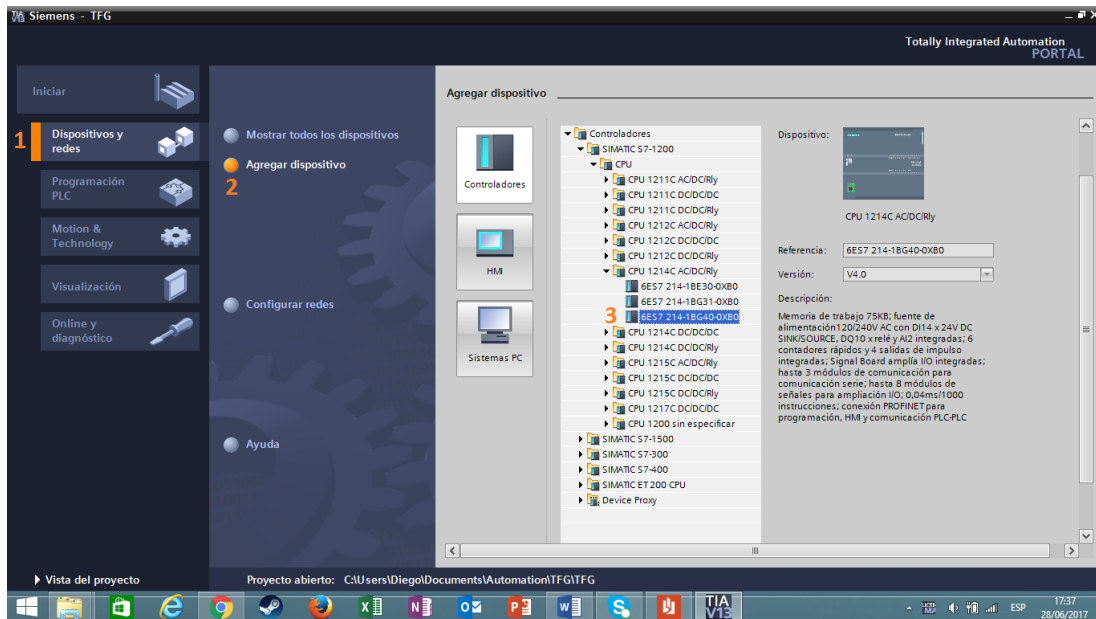 Siemens - TFG
Totally Integrated Automation
PORTAL
Iniciar
1
Dispositivos y
redes
Programación
PLC
Motion &
Technology
Visualización
Online y
diagnóstico
Mostrar todos los dispositivos
Agregar dispositivo
2
Configurar redes
Ayuda
Agregar dispositivo
Controladores
HMI
Sistemas PC
Controladores
SIMATIC S7-1200
CPU
CPU 1211C AC/DC/Rly
CPU 1211C DC/DC/DC
CPU 1211C DC/DC/Rly
CPU 1212C AC/DC/Rly
CPU 1212C DC/DC/DC
CPU 1212C DC/DC/Rly
CPU 1214C AC/DC/Rly
6ES7 214-1BE30-0XB0
6ES7 214-1BG31-0XB0
3 6ES7 214-1BG40-0XB0
CPU 1214C DC/DC/DC
CPU 1214C DC/DC/Rly
CPU 1215C AC/DC/Rly
CPU 1215C DC/DC/DC
CPU 1215C DC/DC/Rly
CPU 1217C DC/DC/DC
CPU 1200 sin especificar
SIMATIC S7-1500
SIMATIC S7-300
SIMATIC S7-400
SIMATIC ET 200 CPU
Device Proxy
Dispositivo:
CPU 1214C AC/DC/Rly
Referencia: 6ES7 214-1BG40-0XB0
Versión: V4.0
Descripción:
Memoria de trabajo 75KB; fuente de
alimentación120/240V AC con DI14 x 24V DC
SINK/SOURCE, DQ10 x relé y AI2 integradas; 6
contadores rápidos y 4 salidas de impulso
integradas; Signal Board amplía I/O integradas;
hasta 3 módulos de comunicación para
comunicación serie; hasta 8 módulos de
señales para ampliación I/O; 0,04ms/1000
instrucciones; conexión PROFINET para
programación, HMI y comunicación PLC-PLC
Vista del proyecto
Proyecto abierto: C:\Users\Diego\Documents\Automation\TFG\TFG
TIA
V13
ESP
17:37
28/06/2017